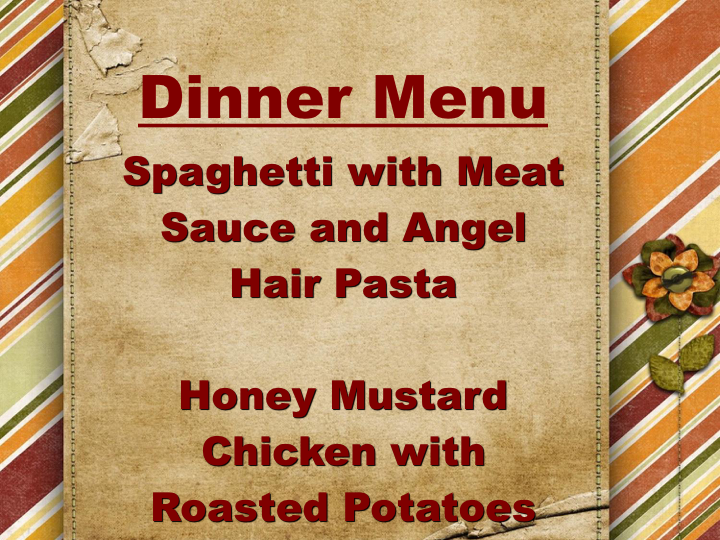 Dinner Menu
Spaghetti with Meat
Sauce and Angel
Hair Pasta
Honey Mustard
Chicken with
Roasted Potatoes